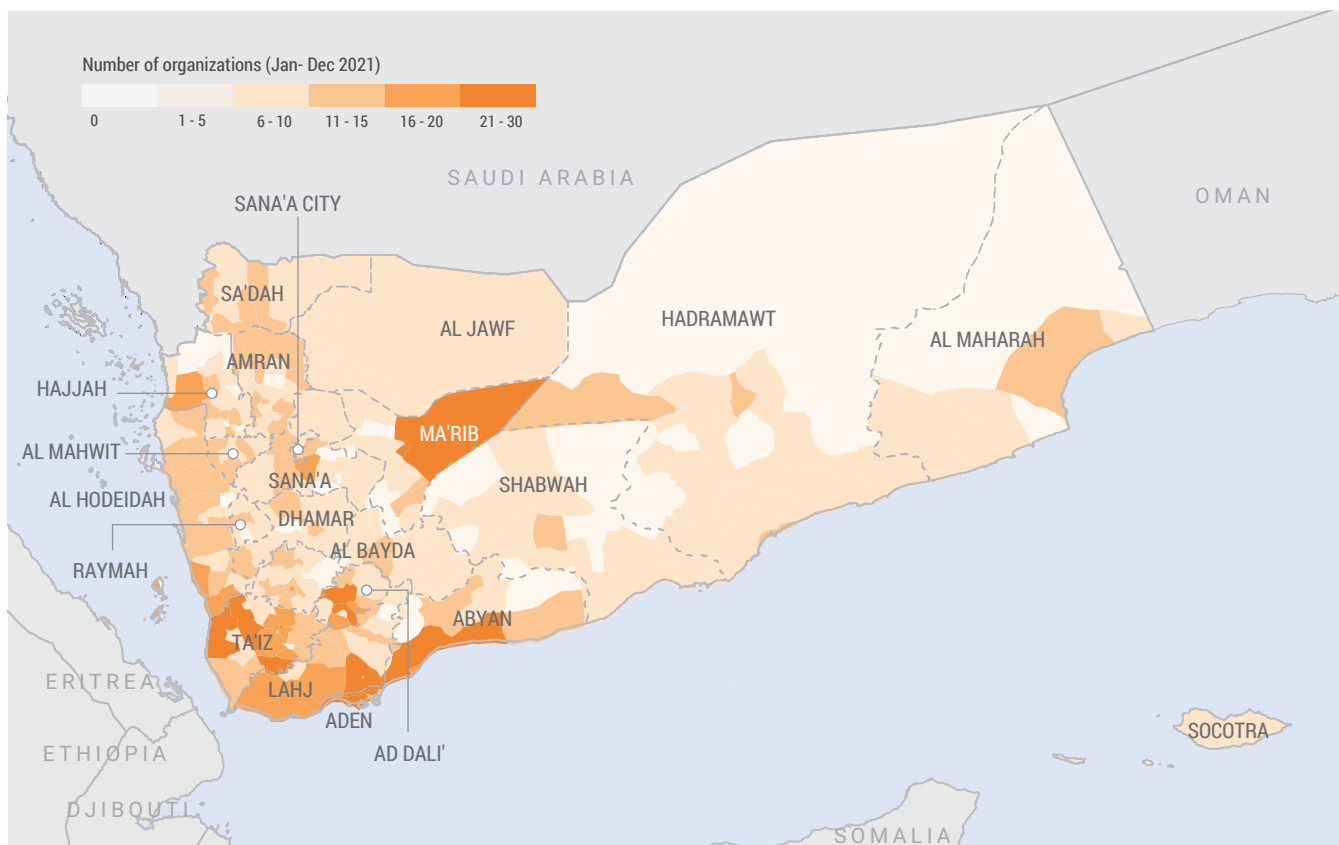 Number of organizations (Jan- Dec 2021)
0
1 - 5
6 - 10
11 - 15
16 - 20
21 - 30
SAUDI ARABIA
OMAN
SANA'A CITY
SA'DAH
AL JAWF
HADRAMAWT
AL MAHARAH
AMRAN
HAJJAH
MA'RIB
AL MAHWIT
SANA'A
SHABWAH
AL HODEIDAH
DHAMAR
AL BAYDA
RAYMAH
ABYAN
TA'IZ
ERITREA
LAHJ
ADEN
SOCOTRA
ETHIOPIA
AD DALI'
DJIBOUTI
SOMALIA